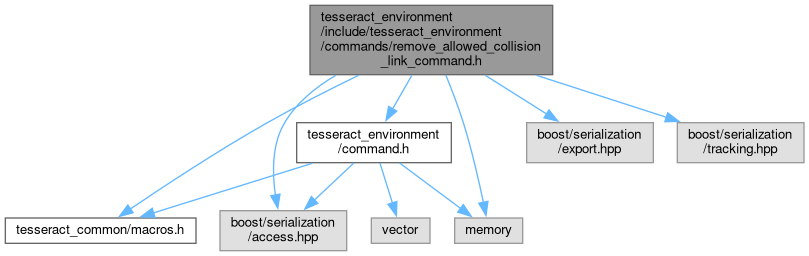 tesseract_environment
/include/tesseract_environment
/commands/remove_allowed_collision
_link_command.h
tesseract_environment
/command.h
boost/serialization
/export.hpp
boost/serialization
/tracking.hpp
tesseract_common/macros.h
boost/serialization
/access.hpp
vector
memory